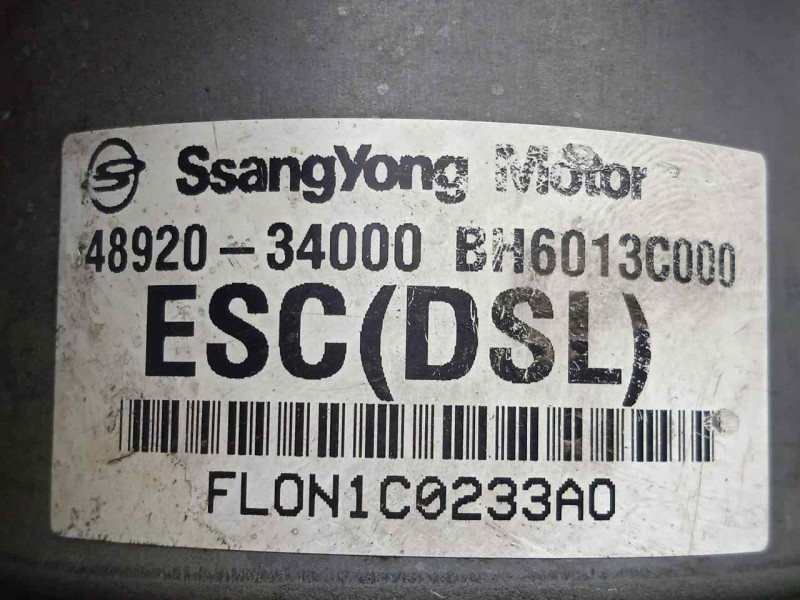 SsangYong Motor
48920-34000 BH6013C000
ESC(DSL)
FLON1C0233A0